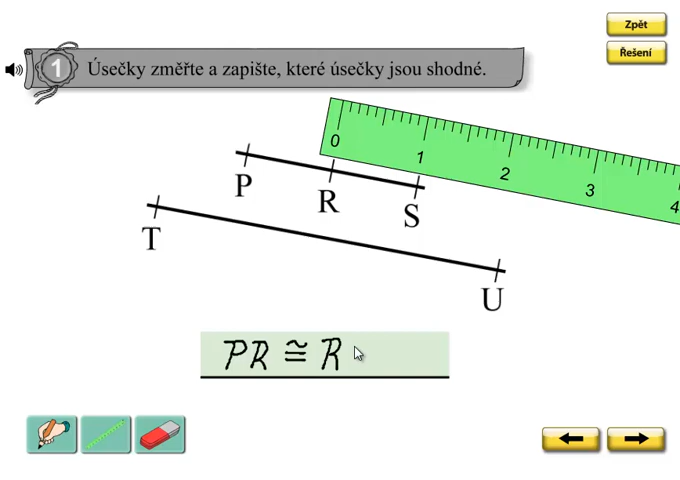 Zpět
Řešení
1 Úsečky změřte a zapište, které úsečky jsou shodné.
0 1 2 3 4
P R S
T U
PR ≅ R